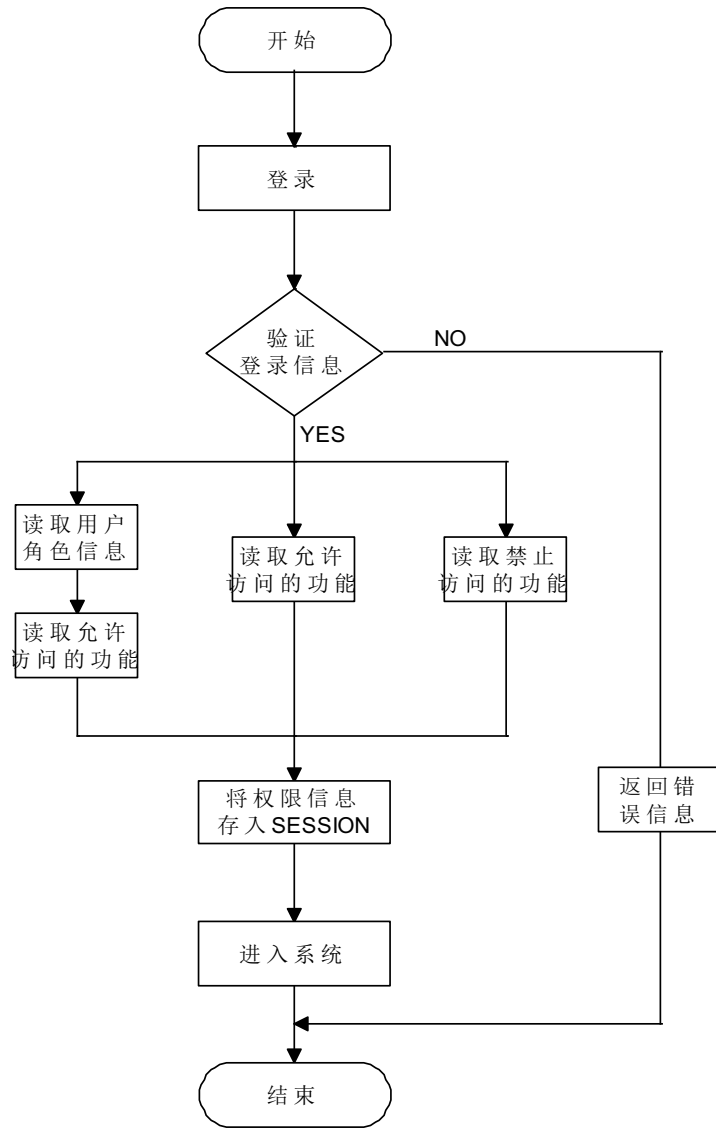 开始
登录
验证
登录信息
NO
YES
读取用户
角色信息
读取允许
访问的功能
读取禁止
访问的功能
读取允许
访问的功能
将权限信息
存入SESSION
返回错
误信息
进入系统
结束